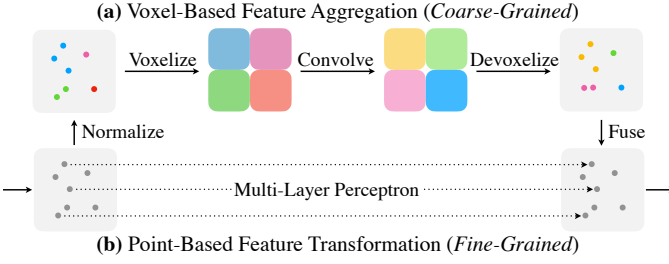 (a) Voxel-Based Feature Aggregation (Coarse-Grained)
Voxelize
Convolve
Devoxelize
Normalize
Fuse
Multi-Layer Perceptron
(b) Point-Based Feature Transformation (Fine-Grained)